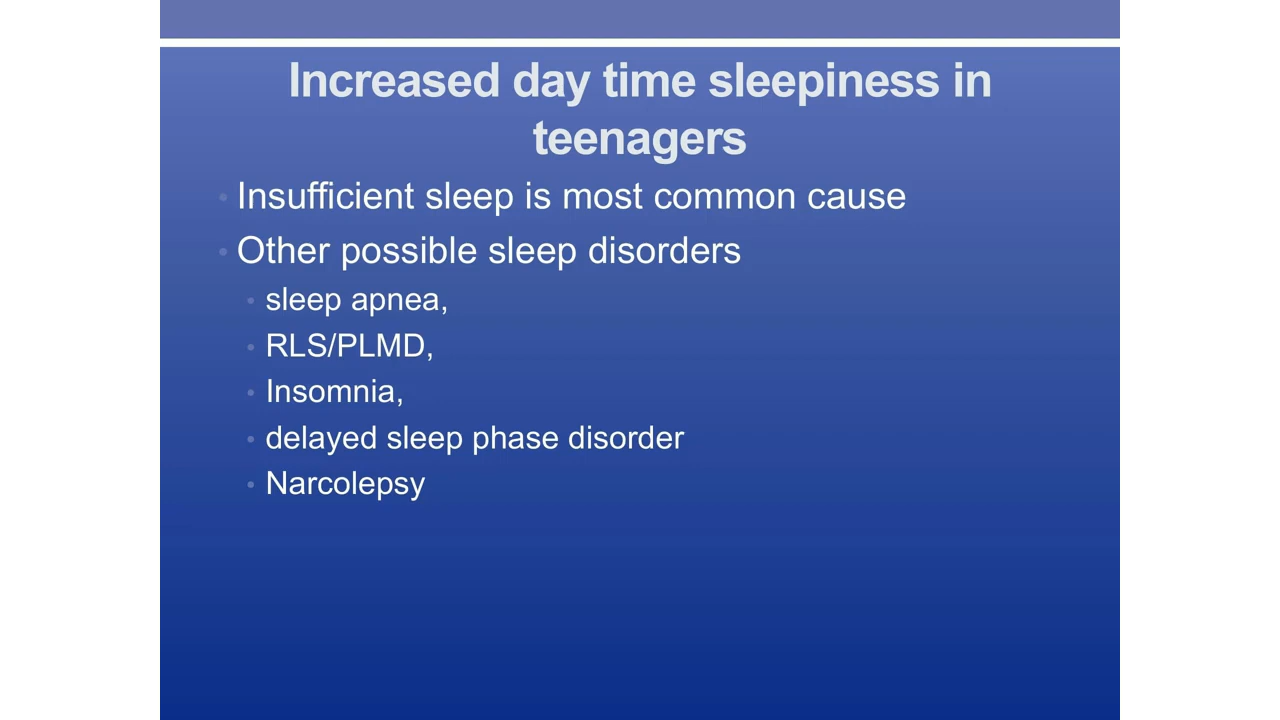 Increased day time sleepiness in
teenagers
• Insufficient sleep is most common cause
• Other possible sleep disorders
• sleep apnea,
• RLS/PLMD,
• Insomnia,
• delayed sleep phase disorder
• Narcolepsy